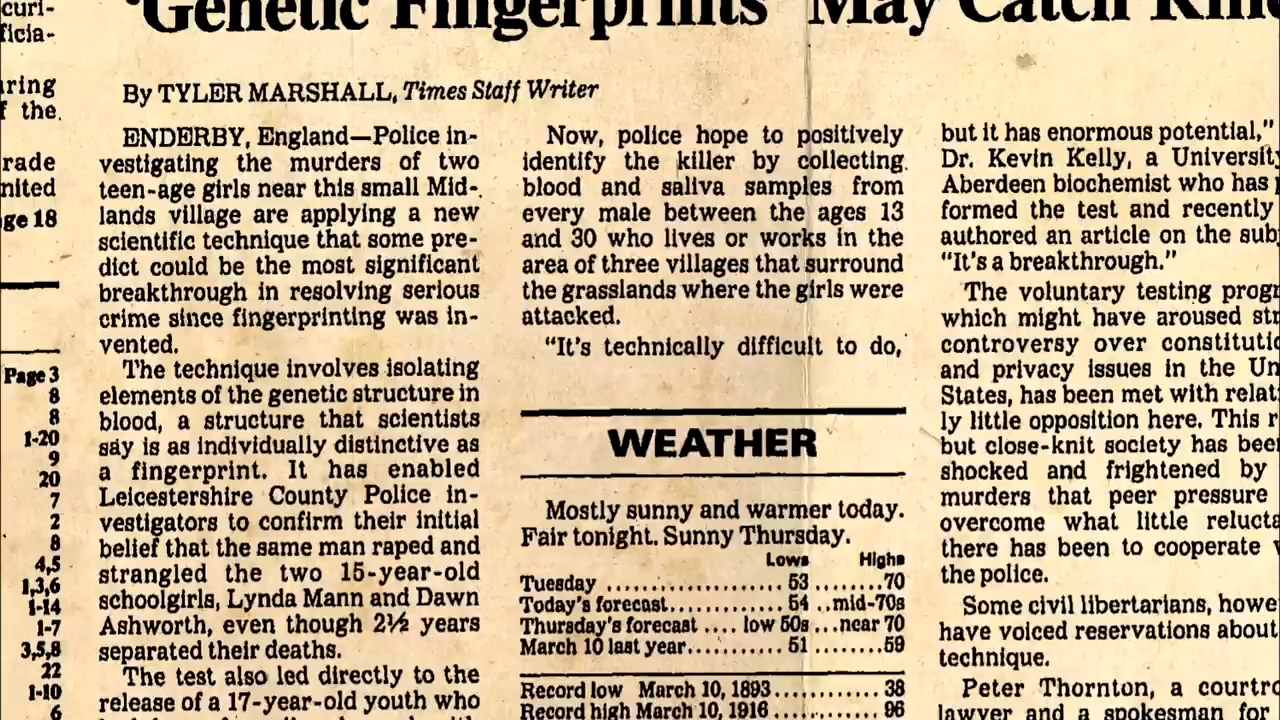 'Genetic Fingerprints' May Catch
curi-
ficia-
uring
f the
rade
nited
ge 18
Page 3
8
8
1-20
9
20
7
2
8
4,5
1,3,6
1-14
1-7
3,5,8
22
1-10
6
By TYLER MARSHALL, Times Staff Writer
ENDERBY, England—Police in-
vestigating the murders of two
teen-age girls near this small Mid-
lands village are applying a new
scientific technique that some pre-
dict could be the most significant
breakthrough in resolving serious
crime since fingerprinting was in-
vented.
The technique involves isolating
elements of the genetic structure in
blood, a structure that scientists
say is as individually distinctive as
a fingerprint. It has enabled
Leicestershire County Police in-
vestigators to confirm their initial
belief that the same man raped and
strangled the two 15-year-old
schoolgirls, Lynda Mann and Dawn
Ashworth, even though 2½ years
separated their deaths.
The test also led directly to the
release of a 17-year-old youth who
Now, police hope to positively
identify the killer by collecting
blood and saliva samples from
every male between the ages 13
and 30 who lives or works in the
area of three villages that surround
the grasslands where the girls were
attacked.
"It's technically difficult to do,
WEATHER
Mostly sunny and warmer today.
Fair tonight. Sunny Thursday.
Lows Highs
Tuesday .................... 53 ........70
Today's forecast............ 54 ..mid-70s
Thursday's forecast .... low 50s ...near 70
March 10 last year.......... 51 ........59
Record low March 10, 1893............ 38
Record high March 10, 1916............ 96
but it has enormous potential,"
Dr. Kevin Kelly, a University
Aberdeen biochemist who has
formed the test and recently
authored an article on the sub
"It's a breakthrough."
The voluntary testing progr
which might have aroused str
controversy over constitutio
and privacy issues in the Un
States, has been met with relati
ly little opposition here. This r
but close-knit society has been
shocked and frightened by
murders that peer pressure
overcome what little relucta
there has been to cooperate
the police.
Some civil libertarians, howe
have voiced reservations about
technique.
Peter Thornton, a courtro
lawyer and a spokesman for